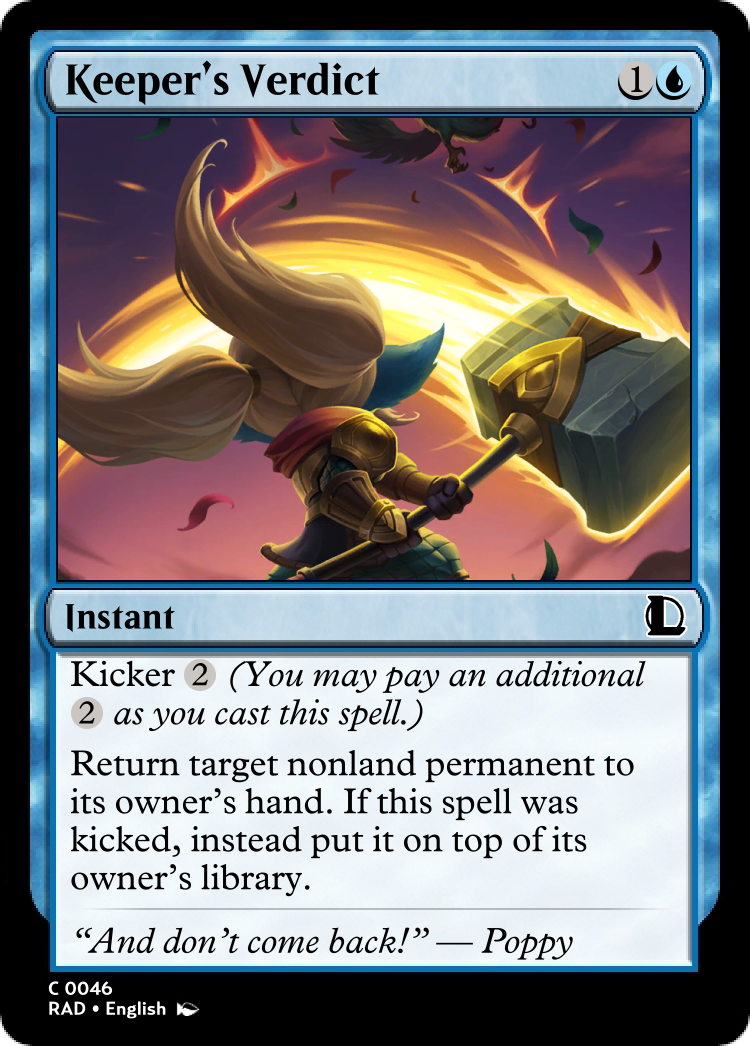 Keeper's Verdict 1
Instant
Kicker 2 (You may pay an additional
2 as you cast this spell.)
Return target nonland permanent to
its owner's hand. If this spell was
kicked, instead put it on top of its
owner's library.
“And don't come back!” — Poppy
C 0046
RAD • English